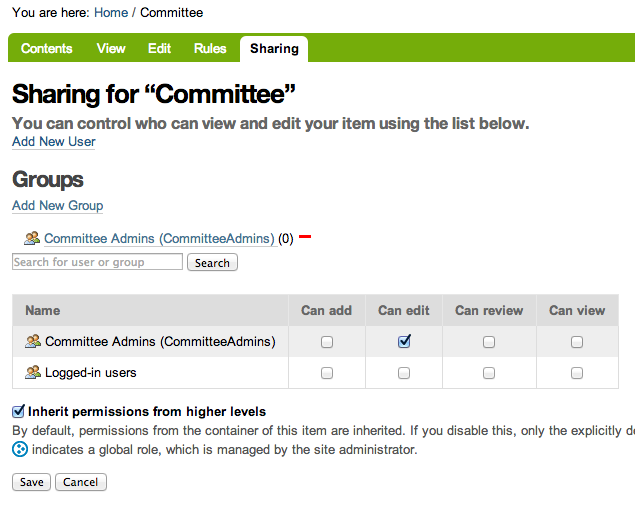 You are here: Home / Committee
Contents View Edit Rules Sharing
Sharing for “Committee”
You can control who can view and edit your item using the list below.
Add New User
Groups
Add New Group
Committee Admins (CommitteeAdmins) (0)
Search for user or group Search
Name Can add Can edit Can review Can view
Committee Admins (CommitteeAdmins)
Logged-in users
Inherit permissions from higher levels
By default, permissions from the container of this item are inherited. If you disable this, only the explicitly
indicates a global role, which is managed by the site administrator.
Save Cancel